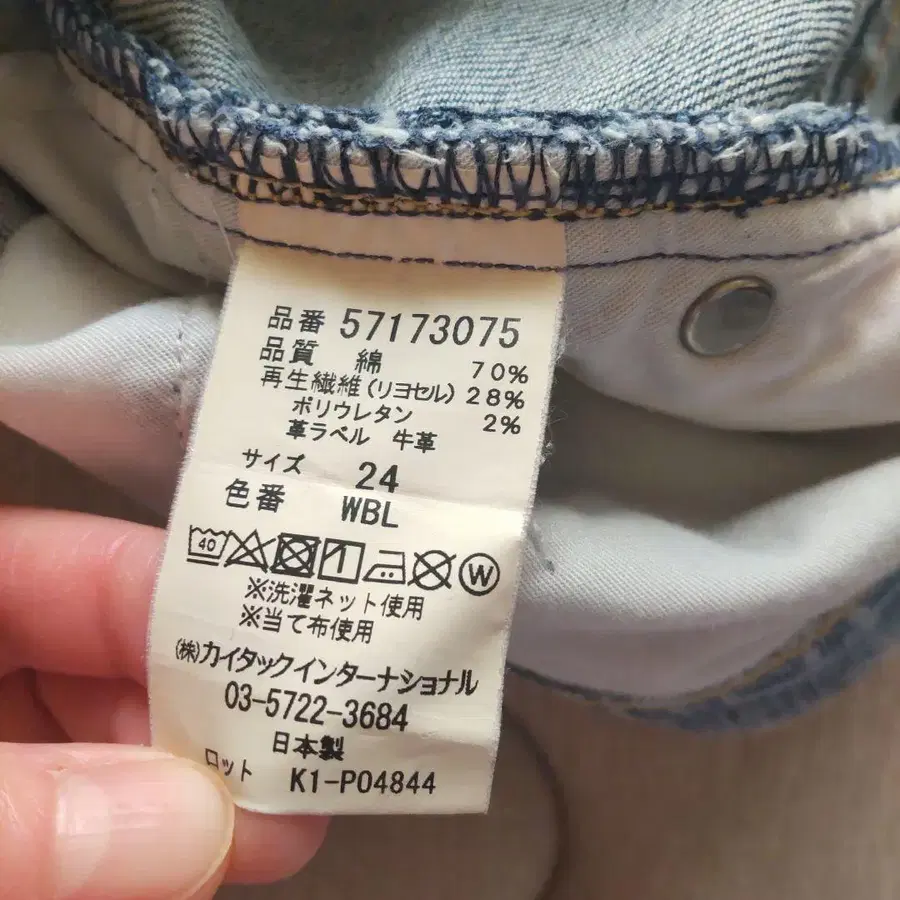 品番 57173075
品質 綿 70%
再生繊維(リヨセル) 28%
ポリウレタン 2%
革ラベル 牛革
サイズ 24
色番 WBL
40 W
※洗濯ネット使用
※当て布使用
(株)カイタックインターナショナル
03-5722-3684
日本製
ロット K1-P04844